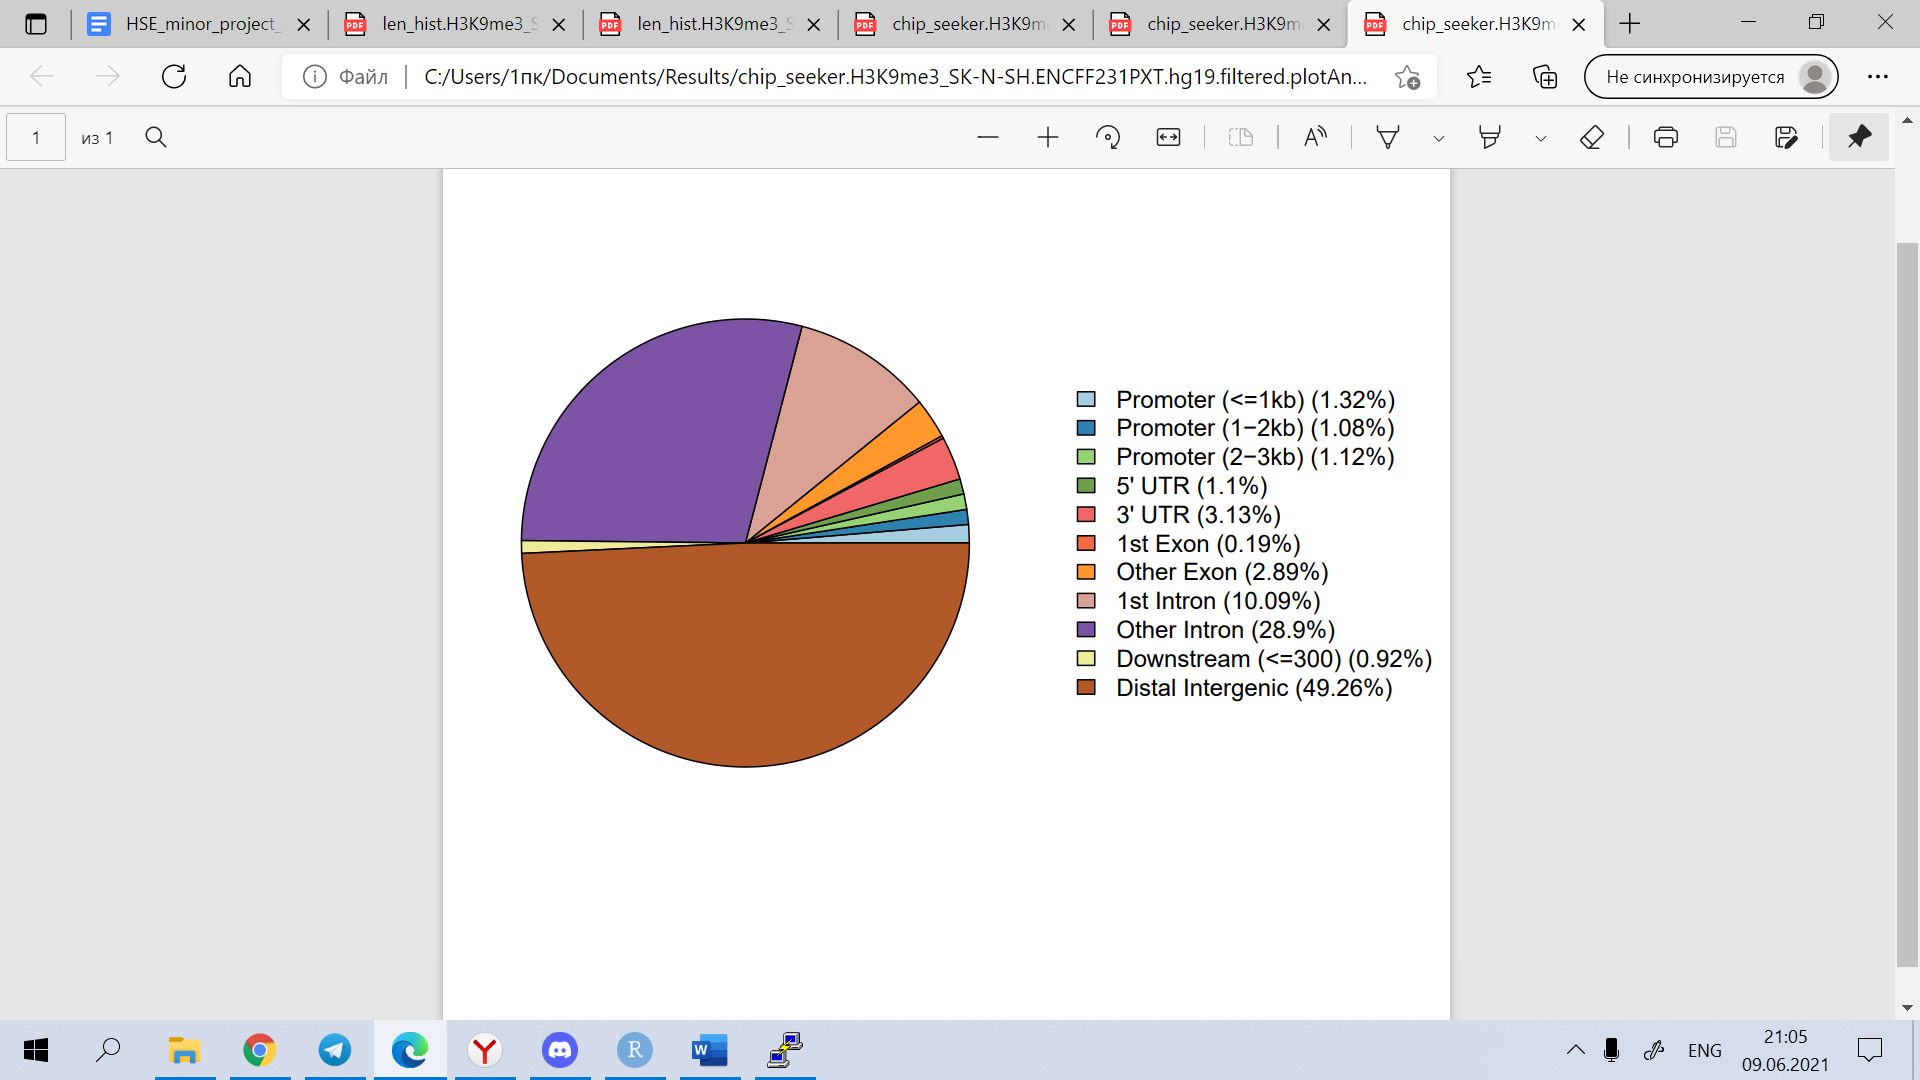 HSE_minor_project_
len_hist.H3K9me3_S
len_hist.H3K9me3_S
chip_seeker.H3K9m
chip_seeker.H3K9m
chip_seeker.H3K9m
Файл
C:/Users/1пк/Documents/Results/chip_seeker.H3K9me3_SK-N-SH.ENCFF231PXT.hg19.filtered.plotAn...
Не синхронизируется
1 из 1
Promoter (<=1kb) (1.32%)
Promoter (1−2kb) (1.08%)
Promoter (2−3kb) (1.12%)
5' UTR (1.1%)
3' UTR (3.13%)
1st Exon (0.19%)
Other Exon (2.89%)
1st Intron (10.09%)
Other Intron (28.9%)
Downstream (<=300) (0.92%)
Distal Intergenic (49.26%)
ENG
21:05
09.06.2021